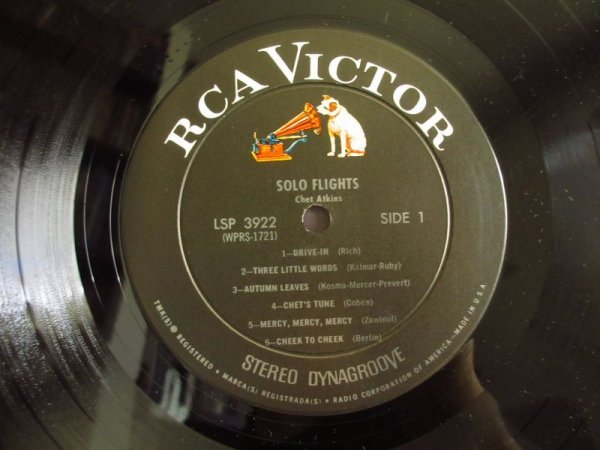 RCA VICTOR
SOLO FLIGHTS
Chet Atkins
LSP 3922
(WPRS-1721)
SIDE 1
1—DRIVE-IN (Rich)
2—THREE LITTLE WORDS (Kalmar-Ruby)
3—AUTUMN LEAVES (Kosma-Mercer-Prevert)
4—CHET'S TUNE (Coben)
5—MERCY, MERCY, MERCY (Zawinul)
6—CHEEK TO CHEEK (Berlin)
STEREO DYNAGROOVE
TMK(S) ® REGISTERED • MARCA(S) REGISTRADA(S) • RADIO CORPORATION OF AMERICA—MADE IN U.S.A.